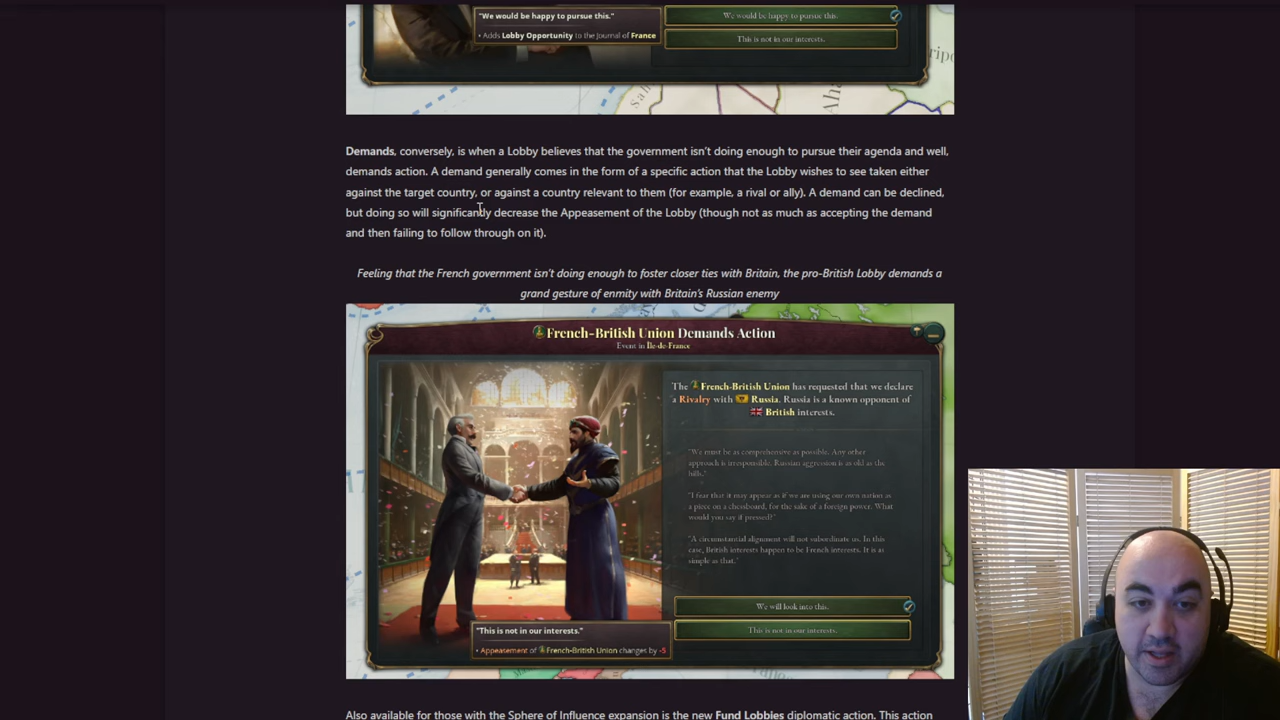 "We would be happy to pursue this."
• Adds Lobby Opportunity to the Journal of France
We would be happy to pursue this.
This is not in our interests.
Demands, conversely, is when a Lobby believes that the government isn't doing enough to pursue their agenda and well,
demands action. A demand generally comes in the form of a specific action that the Lobby wishes to see taken either
against the target country, or against a country relevant to them (for example, a rival or ally). A demand can be declined,
but doing so will significantly decrease the Appeasement of the Lobby (though not as much as accepting the demand
and then failing to follow through on it).
Feeling that the French government isn't doing enough to foster closer ties with Britain, the pro-British Lobby demands a
grand gesture of enmity with Britain's Russian enemy
French-British Union Demands Action
Event in Île-de-France
The French-British Union has requested that we declare
a Rivalry with Russia. Russia is a known opponent of
British interests.
"We must be as comprehensive as possible. Any other
approach is irresponsible. Russian aggression is as old as the
hills."
"I fear that it may appear as if we are using our own nation as
a piece on a chessboard, for the sake of a foreign power. What
would you say if pressed?"
"A circumstantial alignment will not subordinate us. In this
case, British interests happen to be French interests. It is as
simple as that."
We will look into this.
This is not in our interests.
"This is not in our interests."
• Appeasement of French-British Union changes by -5
Also available for those with the Sphere of Influence expansion is the new Fund Lobbies diplomatic action. This action